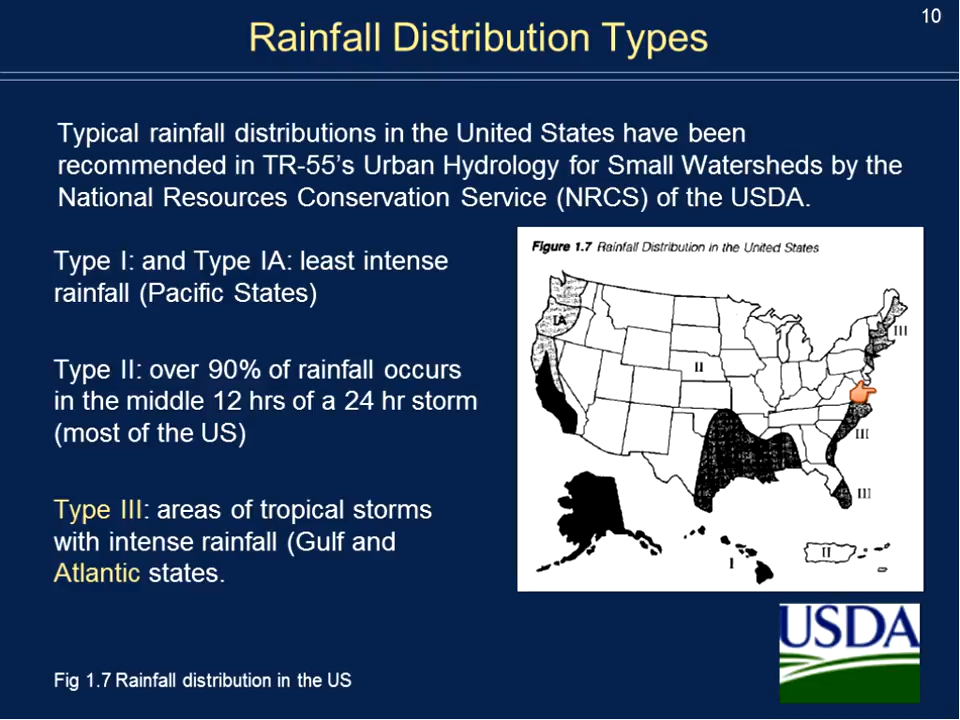 10
Rainfall Distribution Types
Typical rainfall distributions in the United States have been
recommended in TR-55's Urban Hydrology for Small Watersheds by the
National Resources Conservation Service (NRCS) of the USDA.
Type I: and Type IA: least intense
rainfall (Pacific States)
Type II: over 90% of rainfall occurs
in the middle 12 hrs of a 24 hr storm
(most of the US)
Type III: areas of tropical storms
with intense rainfall (Gulf and
Atlantic states.
Figure 1.7 Rainfall Distribution in the United States
IA
III
II
III
III
I
II
USDA
Fig 1.7 Rainfall distribution in the US